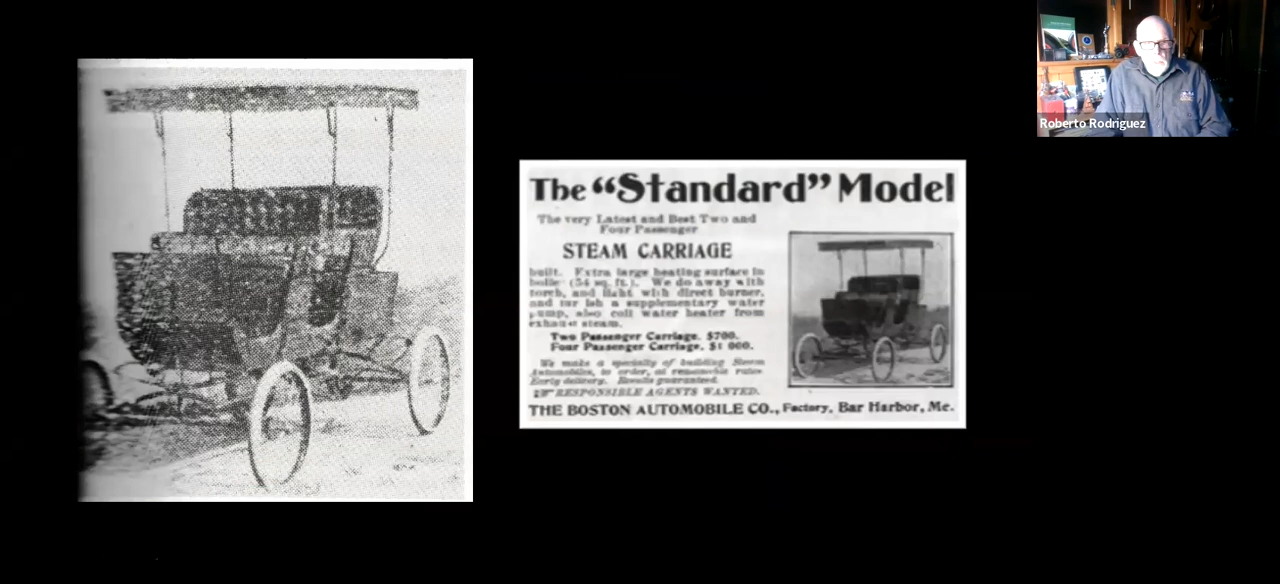 The "Standard" Model
The very Latest and Best Two and
Four Passenger
STEAM CARRIAGE
built. Extra large heating surface in
boile (54 sq. ft.). We do away with
torch, and light with direct burner,
and fur ish a supplementary water
pump, also coil water heater from
exhaust steam.
Two Passenger Carriage, $700.
Four Passenger Carriage, $1 000.
We make a specialty of building Steam
Automobiles, to order, at reasonable rates
Early delivery. Results guaranteed.
RESPONSIBLE AGENTS WANTED.
THE BOSTON AUTOMOBILE CO., Factory, Bar Harbor, Me.
Roberto Rodriguez